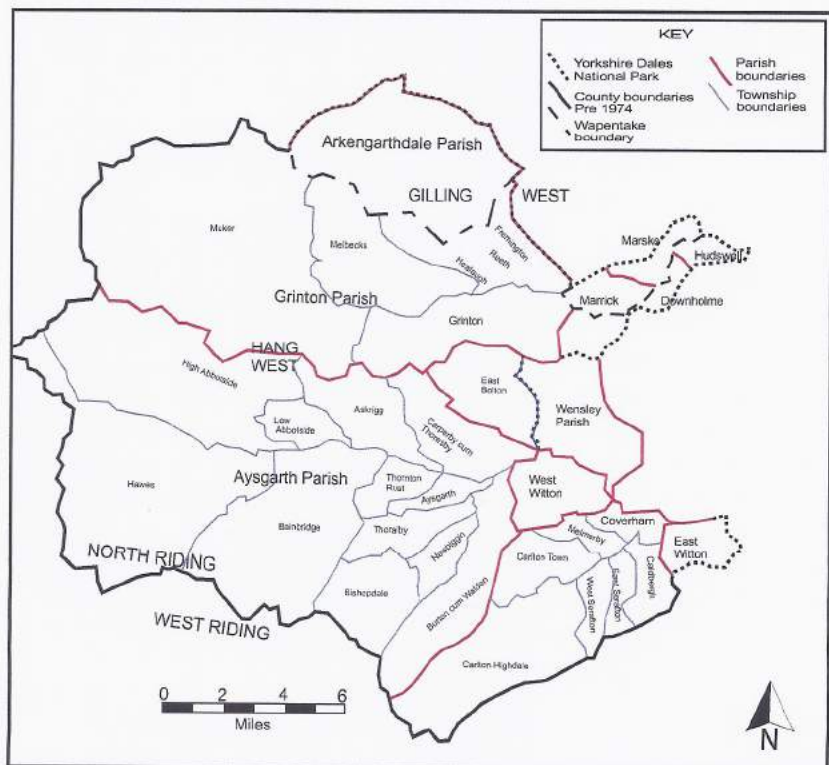 KEY
Yorkshire Dales
National Park
County boundaries
Pre 1974
Wapentake
boundary
Parish
boundaries
Township
boundaries
Arkengarthdale Parish
GILLING WEST
Muker
Melbecks
Healaugh
Reeth
Fremington
Marske
Hudswell
Grinton Parish
Marrick
Downholme
Grinton
HANG
WEST
High Abbotside
East
Bolton
Low
Abbotside
Askrigg
Carperby cum
Thoresby
Wensley
Parish
Hawes
Aysgarth Parish
Thornton
Rust
Aysgarth
West
Witton
Bainbridge
Thoralby
Newbiggin
Melmerby
Coverham
East
Witton
Carlton Town
Caldbergh
NORTH RIDING
Bishopdale
Burton cum Walden
West Scrafton
East Scrafton
WEST RIDING
Carlton Highdale
0 2 4 6
Miles
N